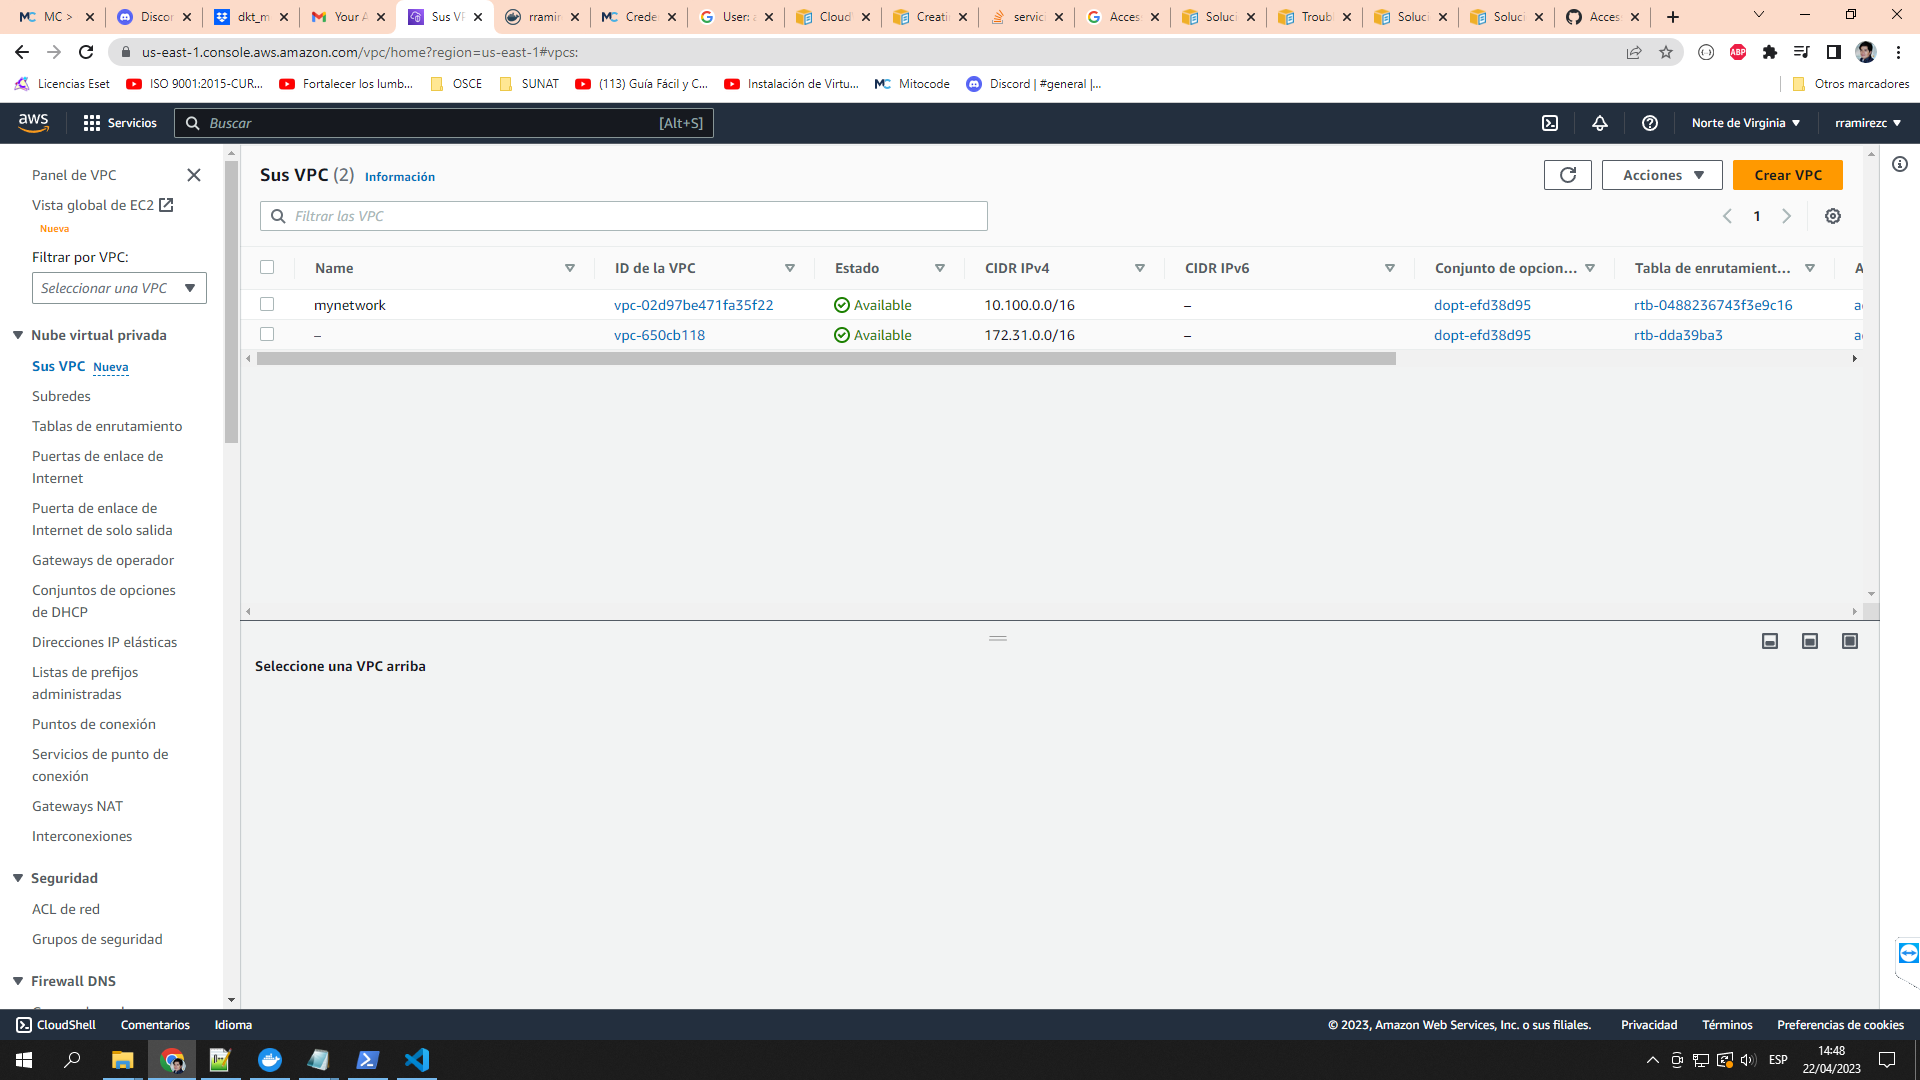 MC >
Discor
dkt_m
Your A
Sus VF
rramir
Crede
User: a
Cloud
Creatin
servici
Acces
Soluci
Troub
Soluci
Soluci
Acces
us-east-1.console.aws.amazon.com/vpc/home?region=us-east-1#vpcs:
ABP
Licencias Eset
ISO 9001:2015-CUR...
Fortalecer los lumb...
OSCE
SUNAT
(113) Guía Fácil y C...
Instalación de Virtu...
MC Mitocode
Discord | #general |...
Otros marcadores
aws
Servicios
Buscar
[Alt+S]
Norte de Virginia
rramirezc
Panel de VPC
Vista global de EC2
Nueva
Filtrar por VPC:
Seleccionar una VPC
Nube virtual privada
Sus VPC Nueva
Subredes
Tablas de enrutamiento
Puertas de enlace de
Internet
Puerta de enlace de
Internet de solo salida
Gateways de operador
Conjuntos de opciones
de DHCP
Direcciones IP elásticas
Listas de prefijos
administradas
Puntos de conexión
Servicios de punto de
conexión
Gateways NAT
Interconexiones
Seguridad
ACL de red
Grupos de seguridad
Firewall DNS
Sus VPC (2) Información
Acciones
Crear VPC
Filtrar las VPC
1
Name ID de la VPC Estado CIDR IPv4 CIDR IPv6 Conjunto de opcion... Tabla de enrutamient... A
mynetwork vpc-02d97be471fa35f22 Available 10.100.0.0/16 – dopt-efd38d95 rtb-0488236743f3e9c16
– vpc-650cb118 Available 172.31.0.0/16 – dopt-efd38d95 rtb-dda39ba3
Seleccione una VPC arriba
CloudShell
Comentarios
Idioma
© 2023, Amazon Web Services, Inc. o sus filiales.
Privacidad
Términos
Preferencias de cookies
ESP
14:48
22/04/2023